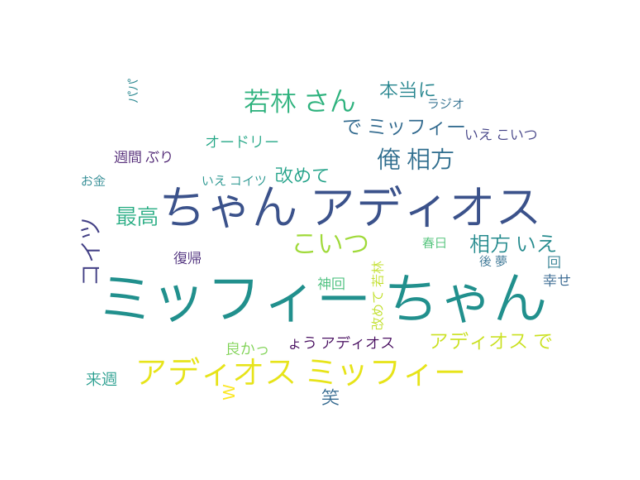 パパ
本当に
若林 さん
ラジオ
で ミッフィー
いえ こいつ
オードリー
週間 ぶり
俺 相方
改めて
お金
いえ コイツ
ちゃん アディオス
最高
こいつ
春日
相方 いえ
コイツ
復帰
後 夢
回
幸せ
神回
ミッフィー ちゃん
改めて 若林
ょう アディオス
アディオス で
良かっ
アディオス ミッフィー
来週
w
笑